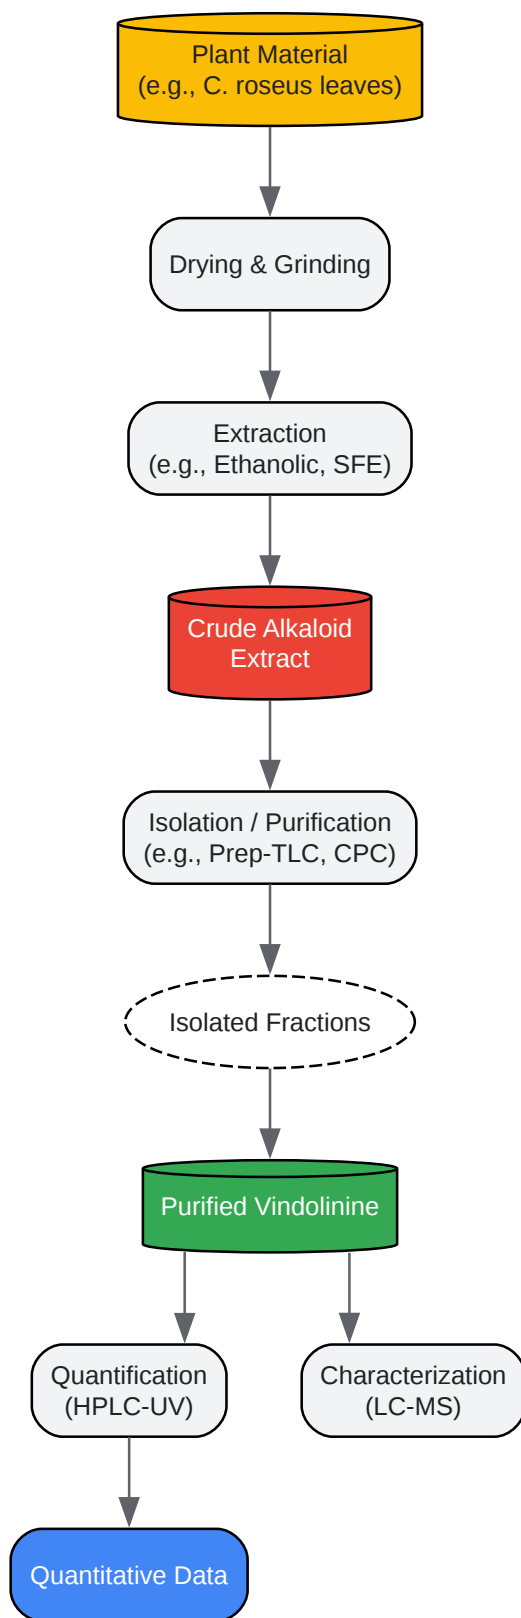 Plant Material
(e.g., C. roseus leaves)
Drying & Grinding
Extraction
(e.g., Ethanolic, SFE)
Crude Alkaloid
Extract
Isolation / Purification
(e.g., Prep-TLC, CPC)
Isolated Fractions
Purified Vindolinine
Quantification
(HPLC-UV)
Characterization
(LC-MS)
Quantitative Data